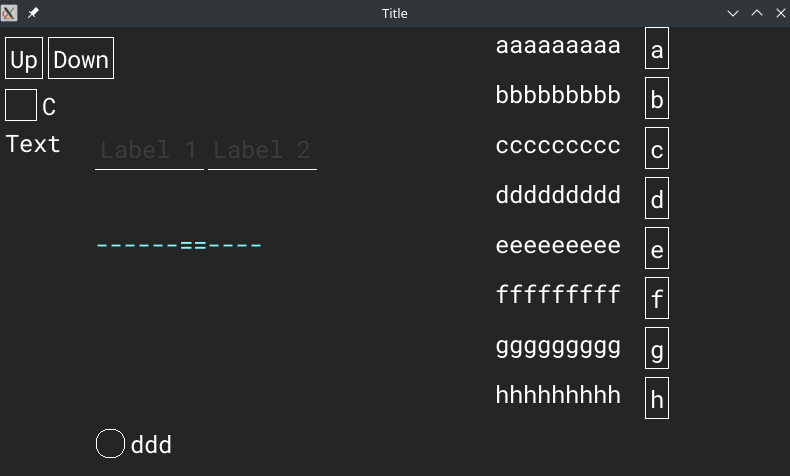 Title
Up Down
C
Text Label 1 Label 2
------==----
ddd
aaaaaaaaa a
bbbbbbbbb b
ccccccccc c
ddddddddd d
eeeeeeeee e
fffffffff f
ggggggggg g
hhhhhhhhh h